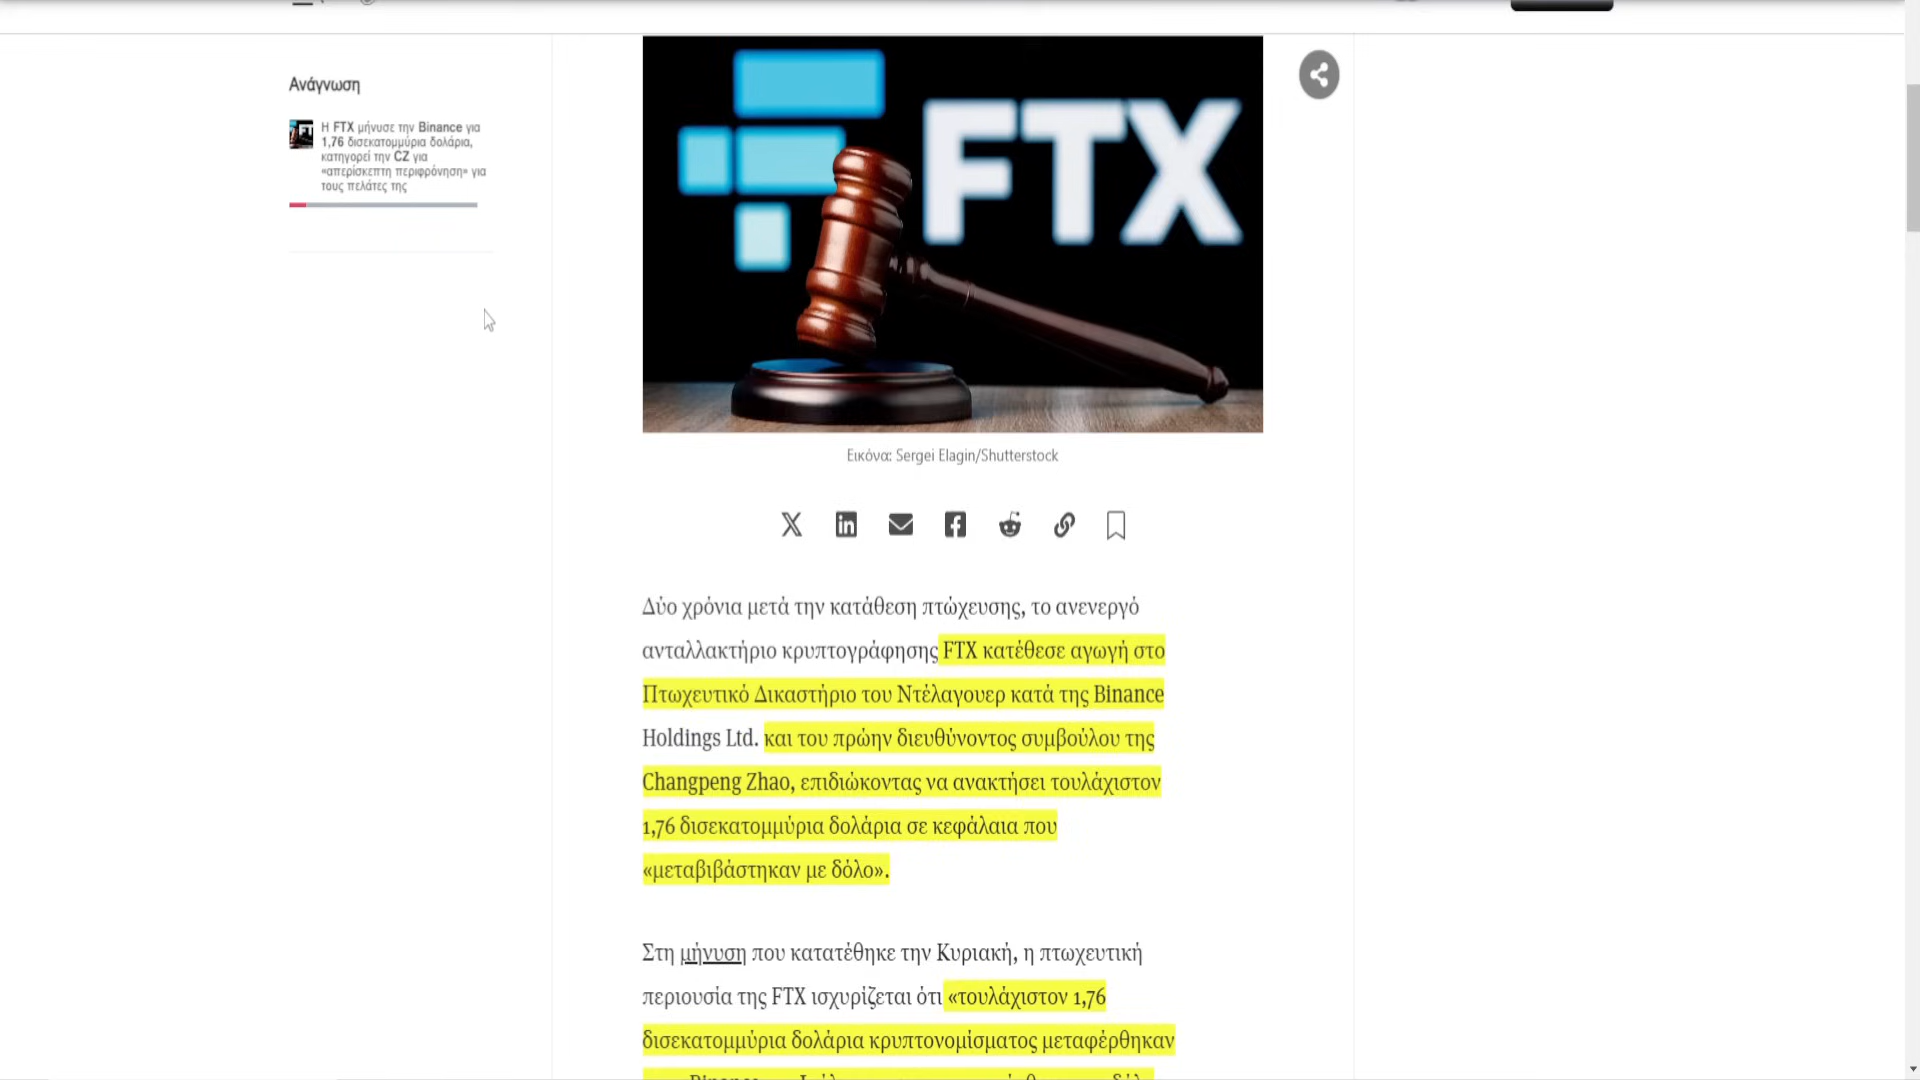 Ανάγνωση
Η FTX μήνυσε την Binance για
1,76 δισεκατομμύρια δολάρια,
κατηγορεί την CZ για
«απερίσκεπτη περιφρόνηση» για
τους πελάτες της
FTX
Εικόνα: Sergei Elagin/Shutterstock
Δύο χρόνια μετά την κατάθεση πτώχευσης, το ανενεργό
ανταλλακτήριο κρυπτογράφησης FTX κατέθεσε αγωγή στο
Πτωχευτικό Δικαστήριο του Ντέλαγουερ κατά της Binance
Holdings Ltd. και του πρώην διευθύνοντος συμβούλου της
Changpeng Zhao, επιδιώκοντας να ανακτήσει τουλάχιστον
1,76 δισεκατομμύρια δολάρια σε κεφάλαια που
«μεταβιβάστηκαν με δόλο».
Στη μήνυση που κατατέθηκε την Κυριακή, η πτωχευτική
περιουσία της FTX ισχυρίζεται ότι «τουλάχιστον 1,76
δισεκατομμύρια δολάρια κρυπτονομίσματος μεταφέρθηκαν